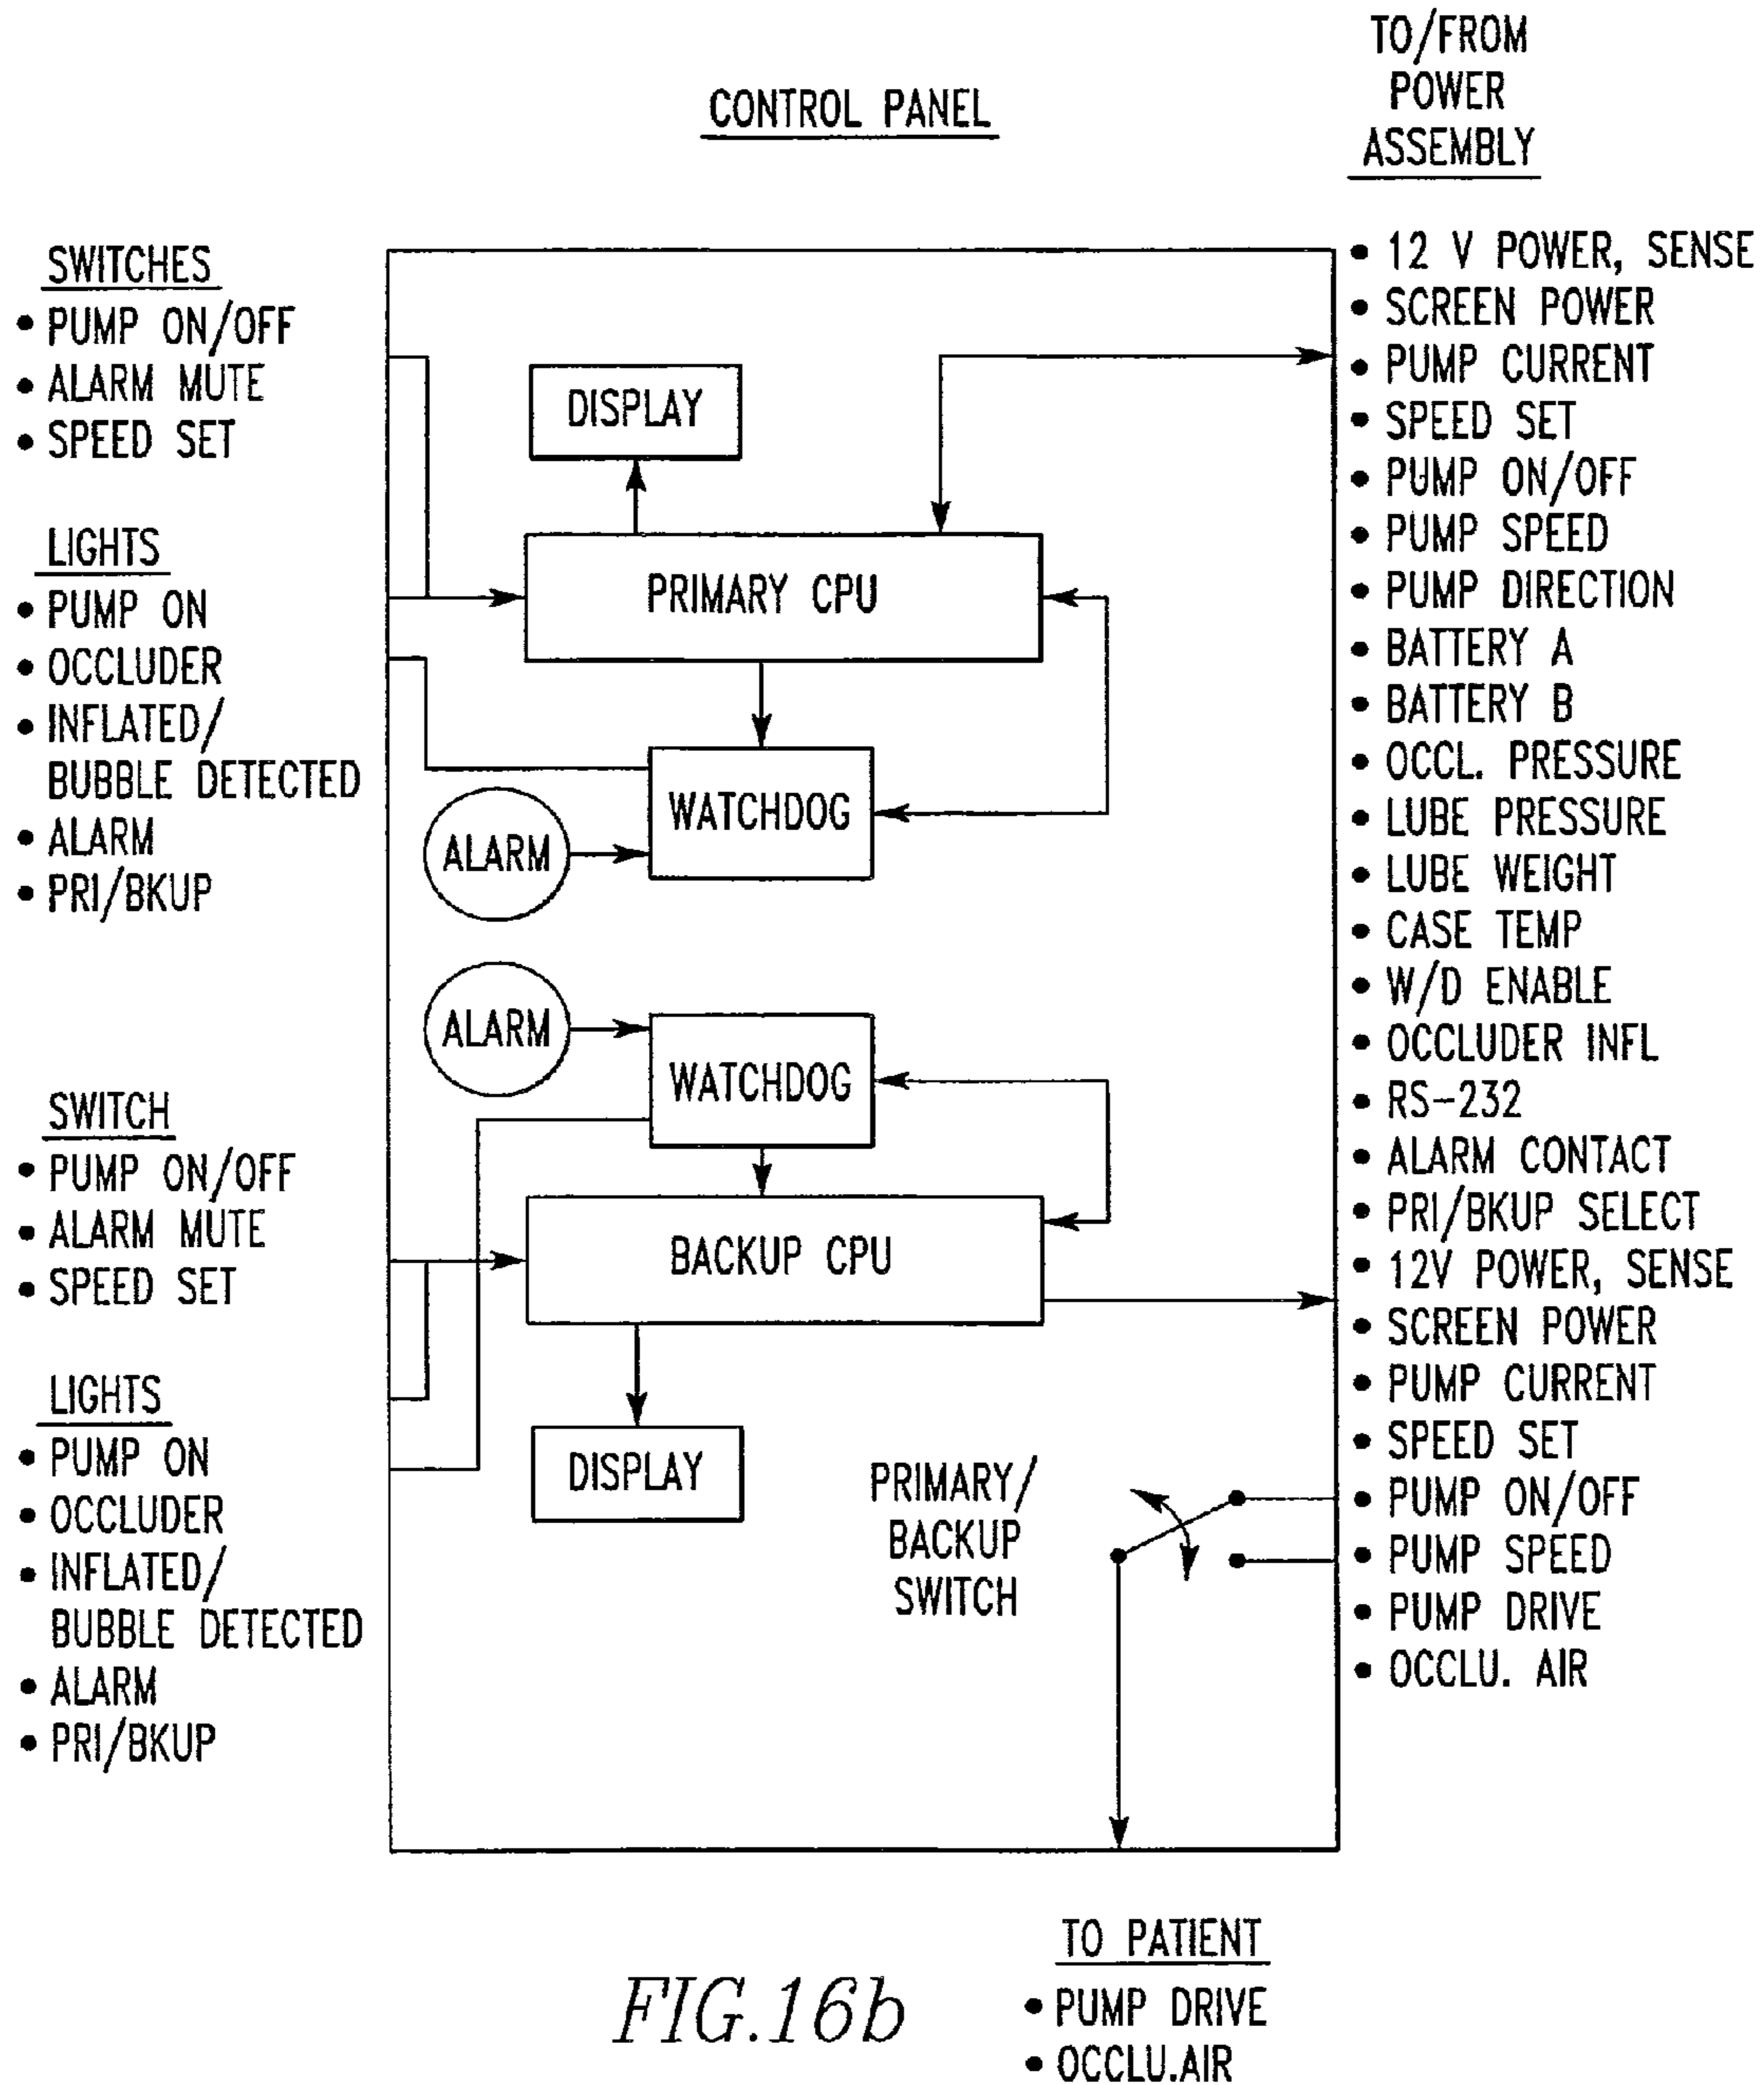 CONTROL PANEL
TO/FROM
POWER
ASSEMBLY
SWITCHES
• PUMP ON/OFF
• ALARM MUTE
• SPEED SET
LIGHTS
• PUMP ON
• OCCLUDER
• INFLATED/
BUBBLE DETECTED
• ALARM
• PRI/BKUP
SWITCH
• PUMP ON/OFF
• ALARM MUTE
• SPEED SET
LIGHTS
• PUMP ON
• OCCLUDER
• INFLATED/
BUBBLE DETECTED
• ALARM
• PRI/BKUP
DISPLAY
PRIMARY CPU
WATCHDOG
ALARM
ALARM
WATCHDOG
BACKUP CPU
DISPLAY
PRIMARY/
BACKUP
SWITCH
• 12 V POWER, SENSE
• SCREEN POWER
• PUMP CURRENT
• SPEED SET
• PUMP ON/OFF
• PUMP SPEED
• PUMP DIRECTION
• BATTERY A
• BATTERY B
• OCCL. PRESSURE
• LUBE PRESSURE
• LUBE WEIGHT
• CASE TEMP
• W/D ENABLE
• OCCLUDER INFL
• RS-232
• ALARM CONTACT
• PRI/BKUP SELECT
• 12V POWER, SENSE
• SCREEN POWER
• PUMP CURRENT
• SPEED SET
• PUMP ON/OFF
• PUMP SPEED
• PUMP DRIVE
• OCCLU. AIR
TO PATIENT
• PUMP DRIVE
• OCCLU.AIR
FIG.16b